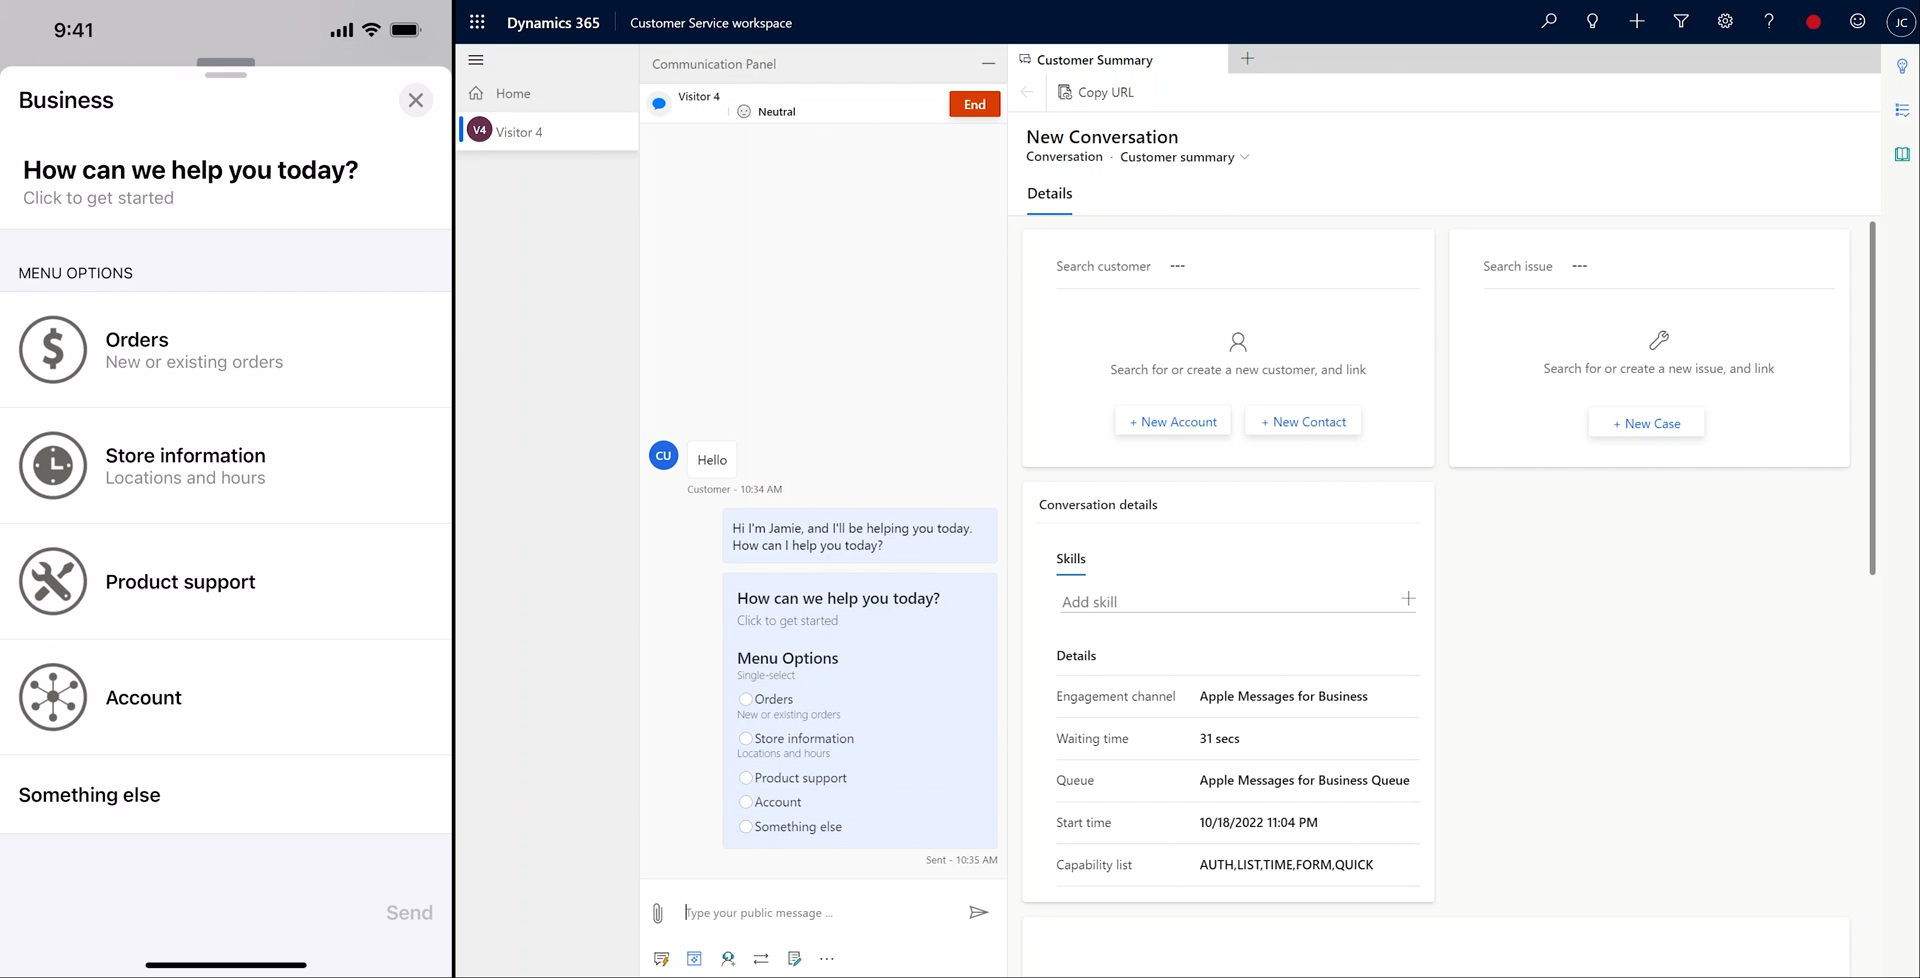 9:41
Business
How can we help you today?
Click to get started
MENU OPTIONS
Orders
New or existing orders
Store information
Locations and hours
Product support
Account
Something else
Send
Dynamics 365
Customer Service workspace
JC
Home
V4 Visitor 4
Communication Panel
Visitor 4
Neutral
End
CU
Hello
Customer - 10:34 AM
Hi I'm Jamie, and I'll be helping you today.
How can I help you today?
How can we help you today?
Click to get started
Menu Options
Single-select
Orders
New or existing orders
Store information
Locations and hours
Product support
Account
Something else
Sent - 10:35 AM
Type your public message ...
Customer Summary
Copy URL
New Conversation
Conversation · Customer summary
Details
Search customer ---
Search for or create a new customer, and link
+ New Account + New Contact
Search issue ---
Search for or create a new issue, and link
+ New Case
Conversation details
Skills
Add skill
Details
Engagement channel Apple Messages for Business
Waiting time 31 secs
Queue Apple Messages for Business Queue
Start time 10/18/2022 11:04 PM
Capability list AUTH,LIST,TIME,FORM,QUICK